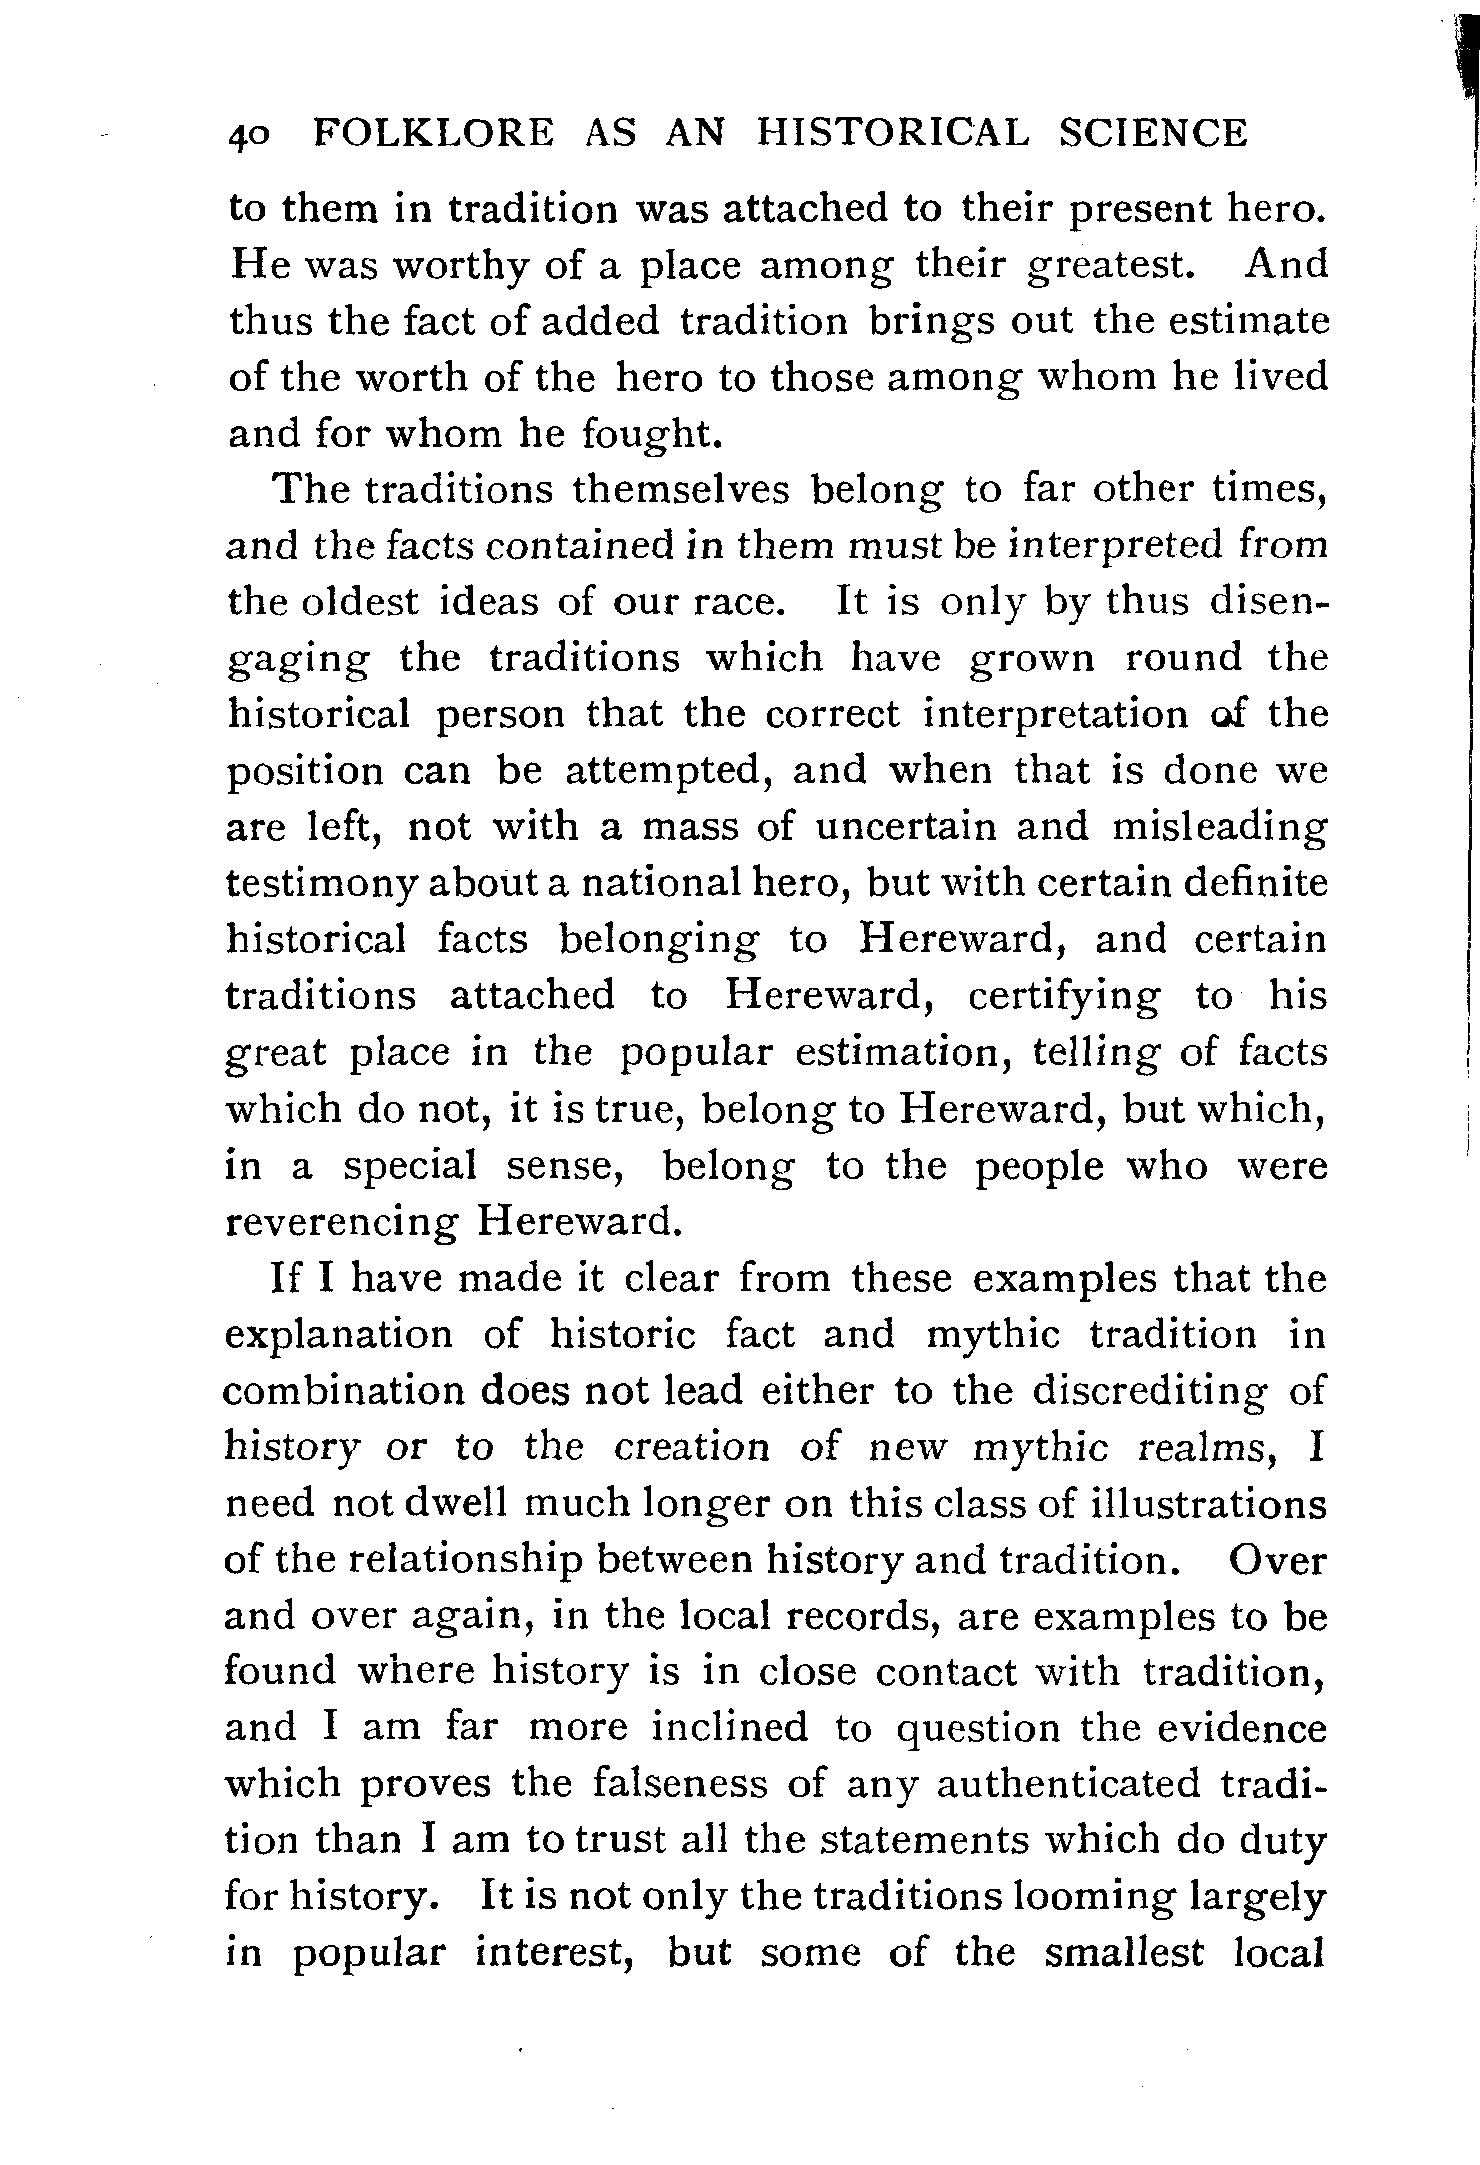 40 FOLKLORE AS AN HISTORICAL SCIENCE
to them in tradition was attached to their present hero.
He was worthy of a place among their greatest. And
thus the fact of added tradition brings out the estimate
of the worth of the hero to those among whom he lived
and for whom he fought.
The traditions themselves belong to far other times,
and the facts contained in them must be interpreted from
the oldest ideas of our race. It is only by thus disen-
gaging the traditions which have grown round the
historical person that the correct interpretation of the
position can be attempted, and when that is done we
are left, not with a mass of uncertain and misleading
testimony about a national hero, but with certain definite
historical facts belonging to Hereward, and certain
traditions attached to Hereward, certifying to his
great place in the popular estimation, telling of facts
which do not, it is true, belong to Hereward, but which,
in a special sense, belong to the people who were
reverencing Hereward.
If I have made it clear from these examples that the
explanation of historic fact and mythic tradition in
combination does not lead either to the discrediting of
history or to the creation of new mythic realms, I
need not dwell much longer on this class of illustrations
of the relationship between history and tradition. Over
and over again, in the local records, are examples to be
found where history is in close contact with tradition,
and I am far more inclined to question the evidence
which proves the falseness of any authenticated tradi-
tion than I am to trust all the statements which do duty
for history. It is not only the traditions looming largely
in popular interest, but some of the smallest local